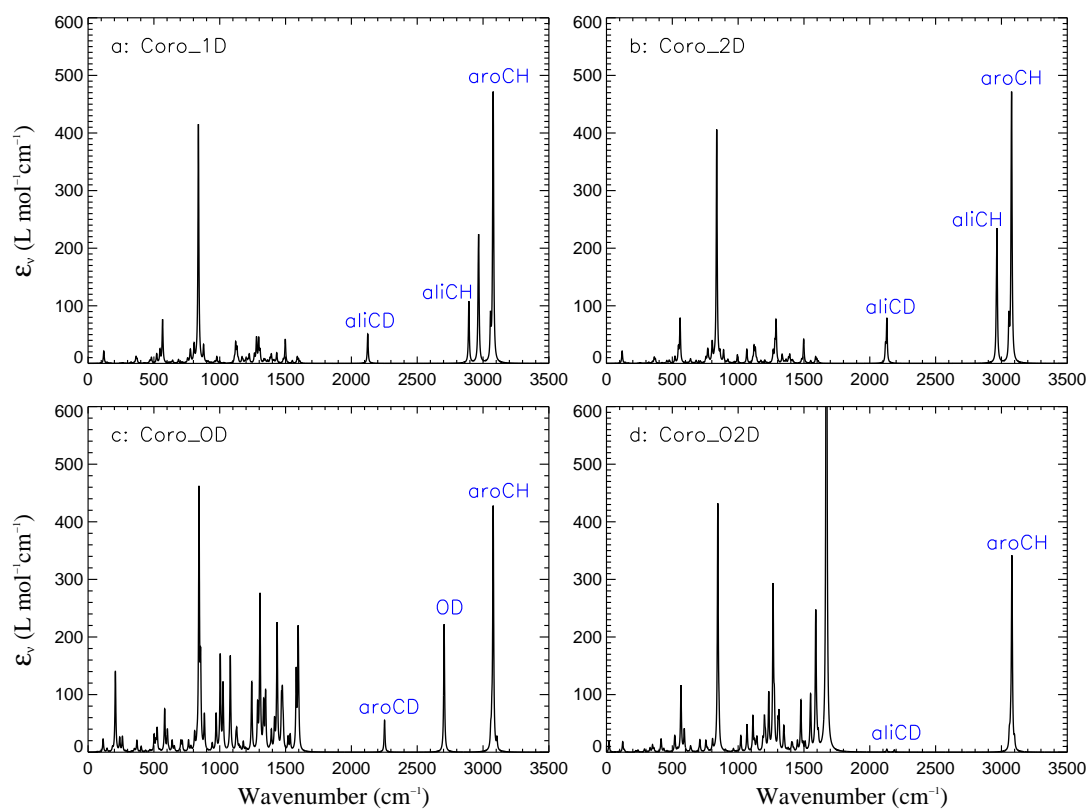 a: Coro_1D
aroCH
aliCH
aliCD
600
500
400
300
200
100
0
0 500 1000 1500 2000 2500 3000 3500
εν (L mol−1cm−1)
b: Coro_2D
aroCH
aliCH
aliCD
600
500
400
300
200
100
0
0 500 1000 1500 2000 2500 3000 3500
c: Coro_OD
aroCH
OD
aroCD
600
500
400
300
200
100
0
0 500 1000 1500 2000 2500 3000 3500
εν (L mol−1cm−1)
Wavenumber (cm−1)
d: Coro_O2D
aroCH
aliCD
600
500
400
300
200
100
0
0 500 1000 1500 2000 2500 3000 3500
Wavenumber (cm−1)